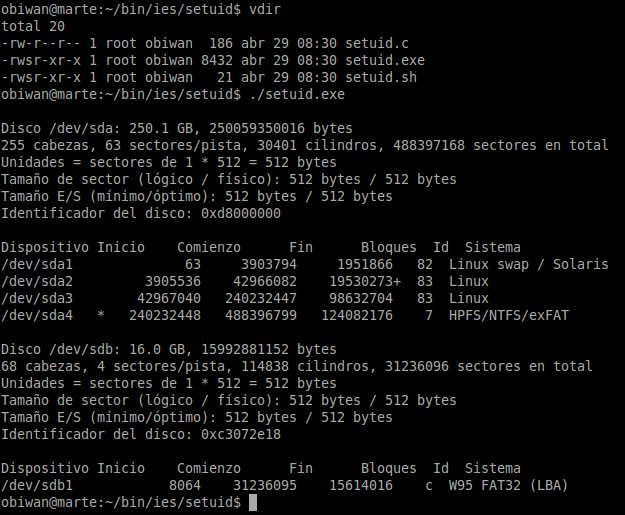 obiwan@marte:~/bin/ies/setuid$ vdir
total 20
-rw-r--r-- 1 root obiwan  186 abr 29 08:30 setuid.c
-rwsr-xr-x 1 root obiwan 8432 abr 29 08:30 setuid.exe
-rwsr-xr-x 1 root obiwan   21 abr 29 08:30 setuid.sh
obiwan@marte:~/bin/ies/setuid$ ./setuid.exe

Disco /dev/sda: 250.1 GB, 250059350016 bytes
255 cabezas, 63 sectores/pista, 30401 cilindros, 488397168 sectores en total
Unidades = sectores de 1 * 512 = 512 bytes
Tamaño de sector (lógico / físico): 512 bytes / 512 bytes
Tamaño E/S (mínimo/óptimo): 512 bytes / 512 bytes
Identificador del disco: 0xd8000000

Dispositivo Inicio    Comienzo      Fin      Bloques  Id  Sistema
/dev/sda1              63     3903794     1951866   82  Linux swap / Solaris
/dev/sda2         3905536    42966082    19530273+  83  Linux
/dev/sda3        42967040   240232447    98632704   83  Linux
/dev/sda4   *   240232448   488396799   124082176    7  HPFS/NTFS/exFAT

Disco /dev/sdb: 16.0 GB, 15992881152 bytes
68 cabezas, 4 sectores/pista, 114838 cilindros, 31236096 sectores en total
Unidades = sectores de 1 * 512 = 512 bytes
Tamaño de sector (lógico / físico): 512 bytes / 512 bytes
Tamaño E/S (mínimo/óptimo): 512 bytes / 512 bytes
Identificador del disco: 0xc3072e18

Dispositivo Inicio    Comienzo      Fin      Bloques  Id  Sistema
/dev/sdb1            8064    31236095    15614016    c  W95 FAT32 (LBA)
obiwan@marte:~/bin/ies/setuid$